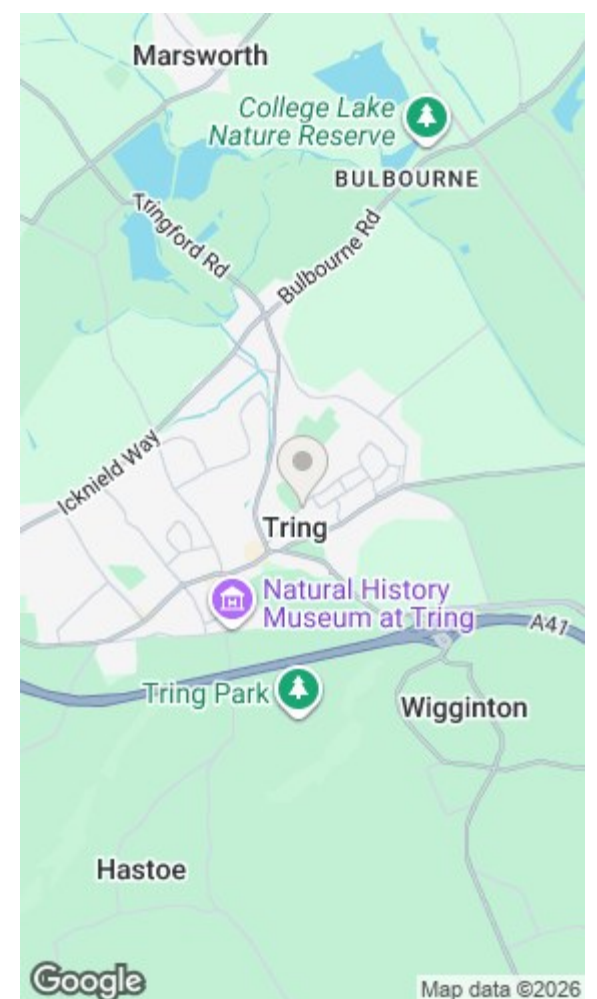 Marsworth
College Lake
Nature Reserve
BULBOURNE
Tringford Rd
Bulbourne Rd
Icknield Way
Tring
Natural History
Museum at Tring
A41
Tring Park
Wigginton
Hastoe
Google
Map data ©2026